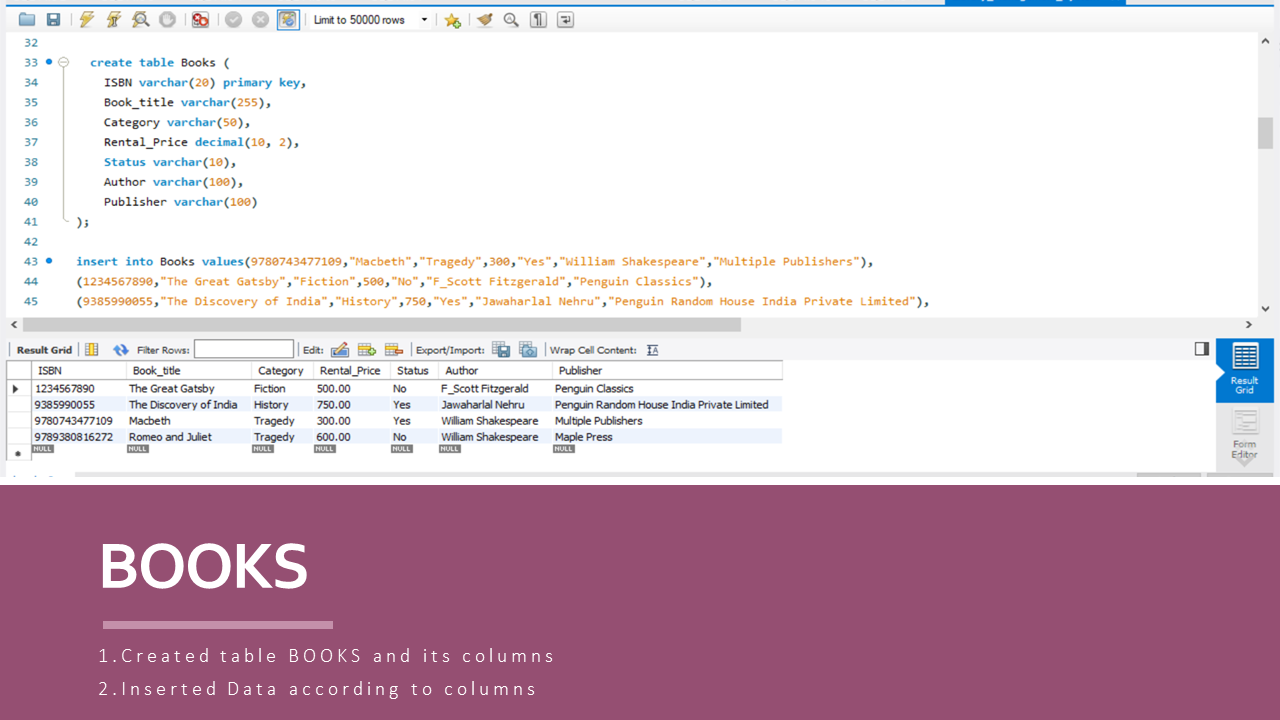 Limit to 50000 rows
32
33 create table Books (
34 ISBN varchar(20) primary key,
35 Book_title varchar(255),
36 Category varchar(50),
37 Rental_Price decimal(10, 2),
38 Status varchar(10),
39 Author varchar(100),
40 Publisher varchar(100)
41 );
42
43 insert into Books values(9780743477109,"Macbeth","Tragedy",300,"Yes","William Shakespeare","Multiple Publishers"),
44 (1234567890,"The Great Gatsby","Fiction",500,"No","F_Scott Fitzgerald","Penguin Classics"),
45 (9385990055,"The Discovery of India","History",750,"Yes","Jawaharlal Nehru","Penguin Random House India Private Limited"),
Result Grid Filter Rows: Edit: Export/Import: Wrap Cell Content: IA
ISBN Book_title Category Rental_Price Status Author Publisher
1234567890 The Great Gatsby Fiction 500.00 No F_Scott Fitzgerald Penguin Classics
9385990055 The Discovery of India History 750.00 Yes Jawaharlal Nehru Penguin Random House India Private Limited
9780743477109 Macbeth Tragedy 300.00 Yes William Shakespeare Multiple Publishers
9789380816272 Romeo and Juliet Tragedy 600.00 No William Shakespeare Maple Press
NULL NULL NULL NULL NULL NULL NULL
Result
Grid
Form
Editor
BOOKS
1.Created table BOOKS and its columns
2.Inserted Data according to columns